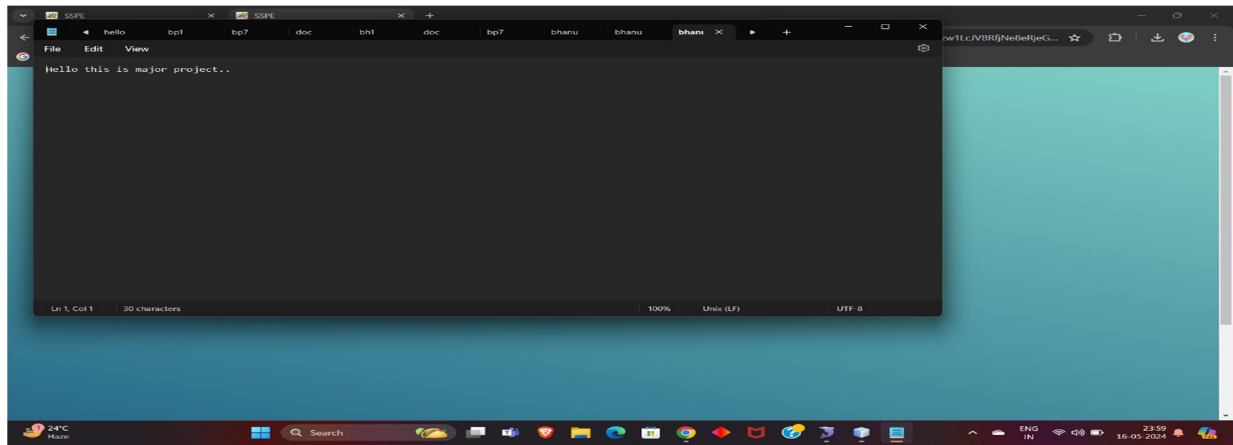 SSPE
SSPE
hello bp1 bp7 doc bh1 doc bp7 bhanu bhanu bhanu
File Edit View
Hello this is major project..
Ln 1, Col 1 30 characters 100% Unix (LF) UTF-8
24°C
Haze
Search
ENG
IN
23:59
16-05-2024